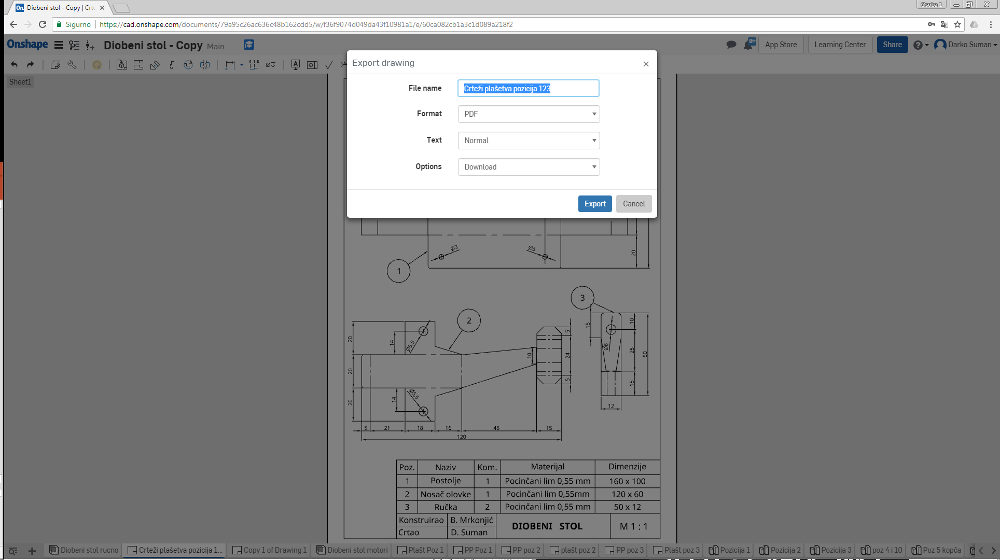 On. Diobeni stol - Copy | Crte
Osoba 1
Sigurno
https://cad.onshape.com/documents/79a95c26ac636c48b162cdd5/w/f36f9074d049da43f10981a1/e/60ca082cb1a3c1d089a218f2
Onshape
Diobeni stol - Copy Main
9+
App Store
Learning Center
Share
?
Darko Suman
Sheet1
Export drawing
File name Crteži plašetva pozicija 123
Format PDF
Text Normal
Options Download
Export Cancel
Ø3 Ø3
20
1
3
2
20 14 Ø5,5
15 10
5
Ø6
20 10 24 25 50
5 15
20 14 Ø5,5
12
5 21 18 16 45 15
120
Poz. Naziv Kom. Materijal Dimenzije
1 Postolje 1 Pocinčani lim 0,55 mm 160 x 100
2 Nosač olovke 1 Pocinčani lim 0,55mm 120 x 60
3 Ručka 2 Pocinčani lim 0,55 mm 50 x 12
Konstruirao B. Mrkonjić
DIOBENI STOL M 1 : 1
Crtao D. Suman
Diobeni stol rucno Crteži plašetva pozicija 1... Copy 1 of Drawing 1 Diobeni stol motori Plašt Poz 1 PP Poz 1 PP poz 2 plašt poz 2 PP poz 3 Plašt poz 3 Pozicija 1 Pozicija 2 Pozicija 3 poz 4 i 10 Poz 5 kopča